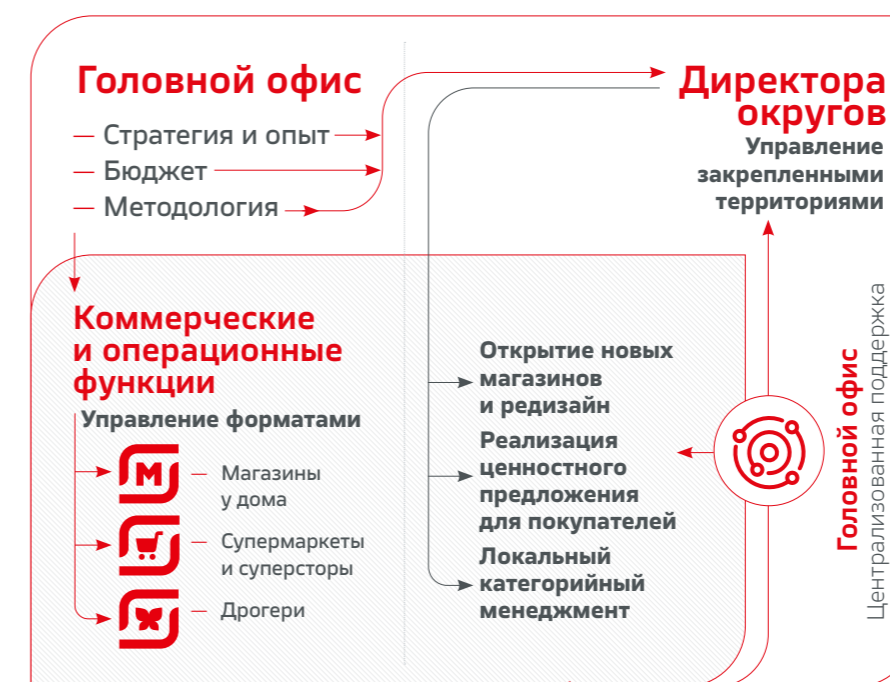 Головной офис
— Стратегия и опыт
— Бюджет
— Методология
Директора
округов
Управление
закрепленными
территориями
Коммерческие
и операционные
функции
Управление форматами
М
— Магазины
у дома
— Супермаркеты
и суперсторы
— Дрогери
Открытие новых
магазинов
и редизайн
Реализация
ценностного
предложения
для покупателей
Локальный
категорийный
менеджмент
Головной офис
Централизованная поддержка